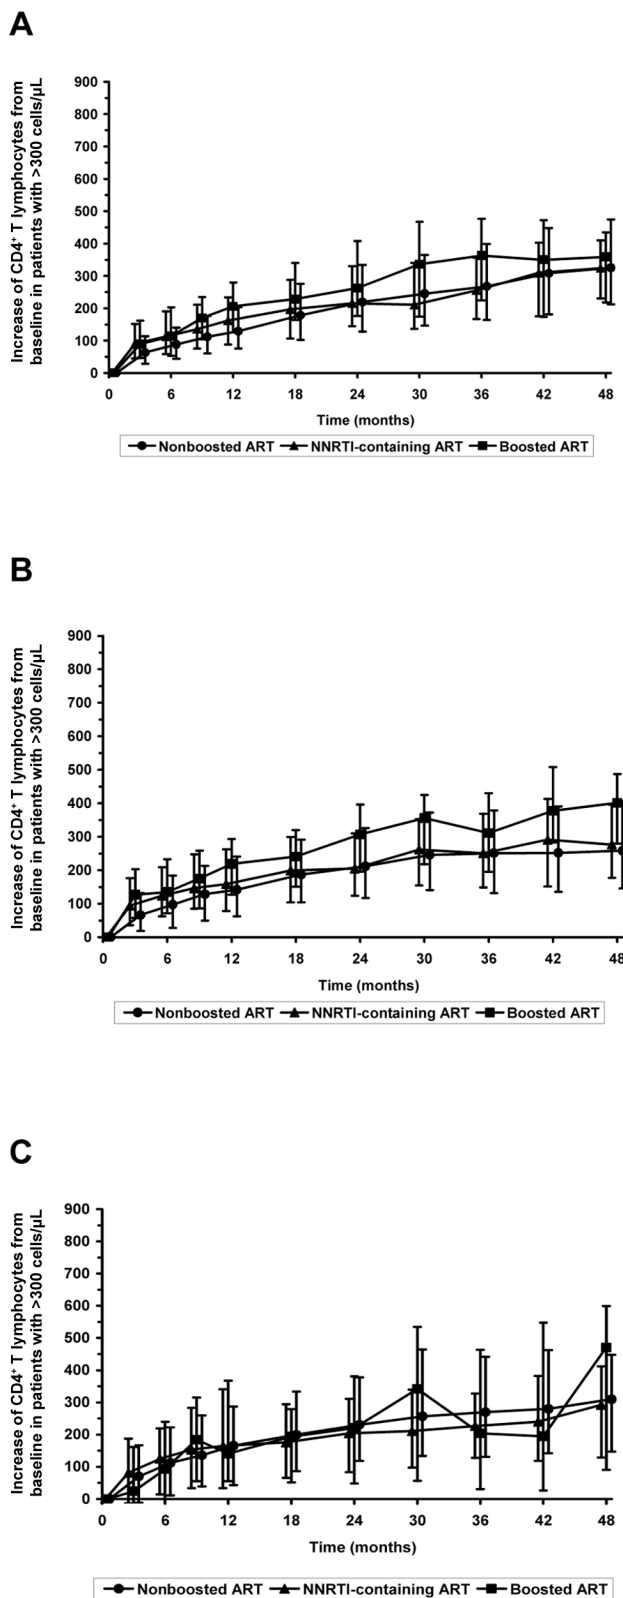 A
Increase of CD4⁺ T lymphocytes from
baseline in patients with >300 cells/µL
900
800
700
600
500
400
300
200
100
0
0 6 12 18 24 30 36 42 48
Time (months)
Nonboosted ART NNRTI-containing ART Boosted ART
B
Increase of CD4⁺ T lymphocytes from
baseline in patients with >300 cells/µL
900
800
700
600
500
400
300
200
100
0
0 6 12 18 24 30 36 42 48
Time (months)
Nonboosted ART NNRTI-containing ART Boosted ART
C
Increase of CD4⁺ T lymphocytes from
baseline in patients with >300 cells/µL
900
800
700
600
500
400
300
200
100
0
0 6 12 18 24 30 36 42 48
Time (months)
Nonboosted ART NNRTI-containing ART Boosted ART